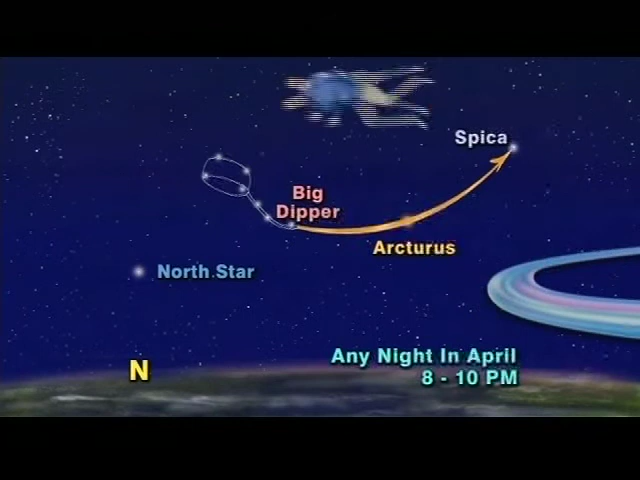 Spica
Big
Dipper
Arcturus
North Star
Any Night In April
N
8 - 10 PM